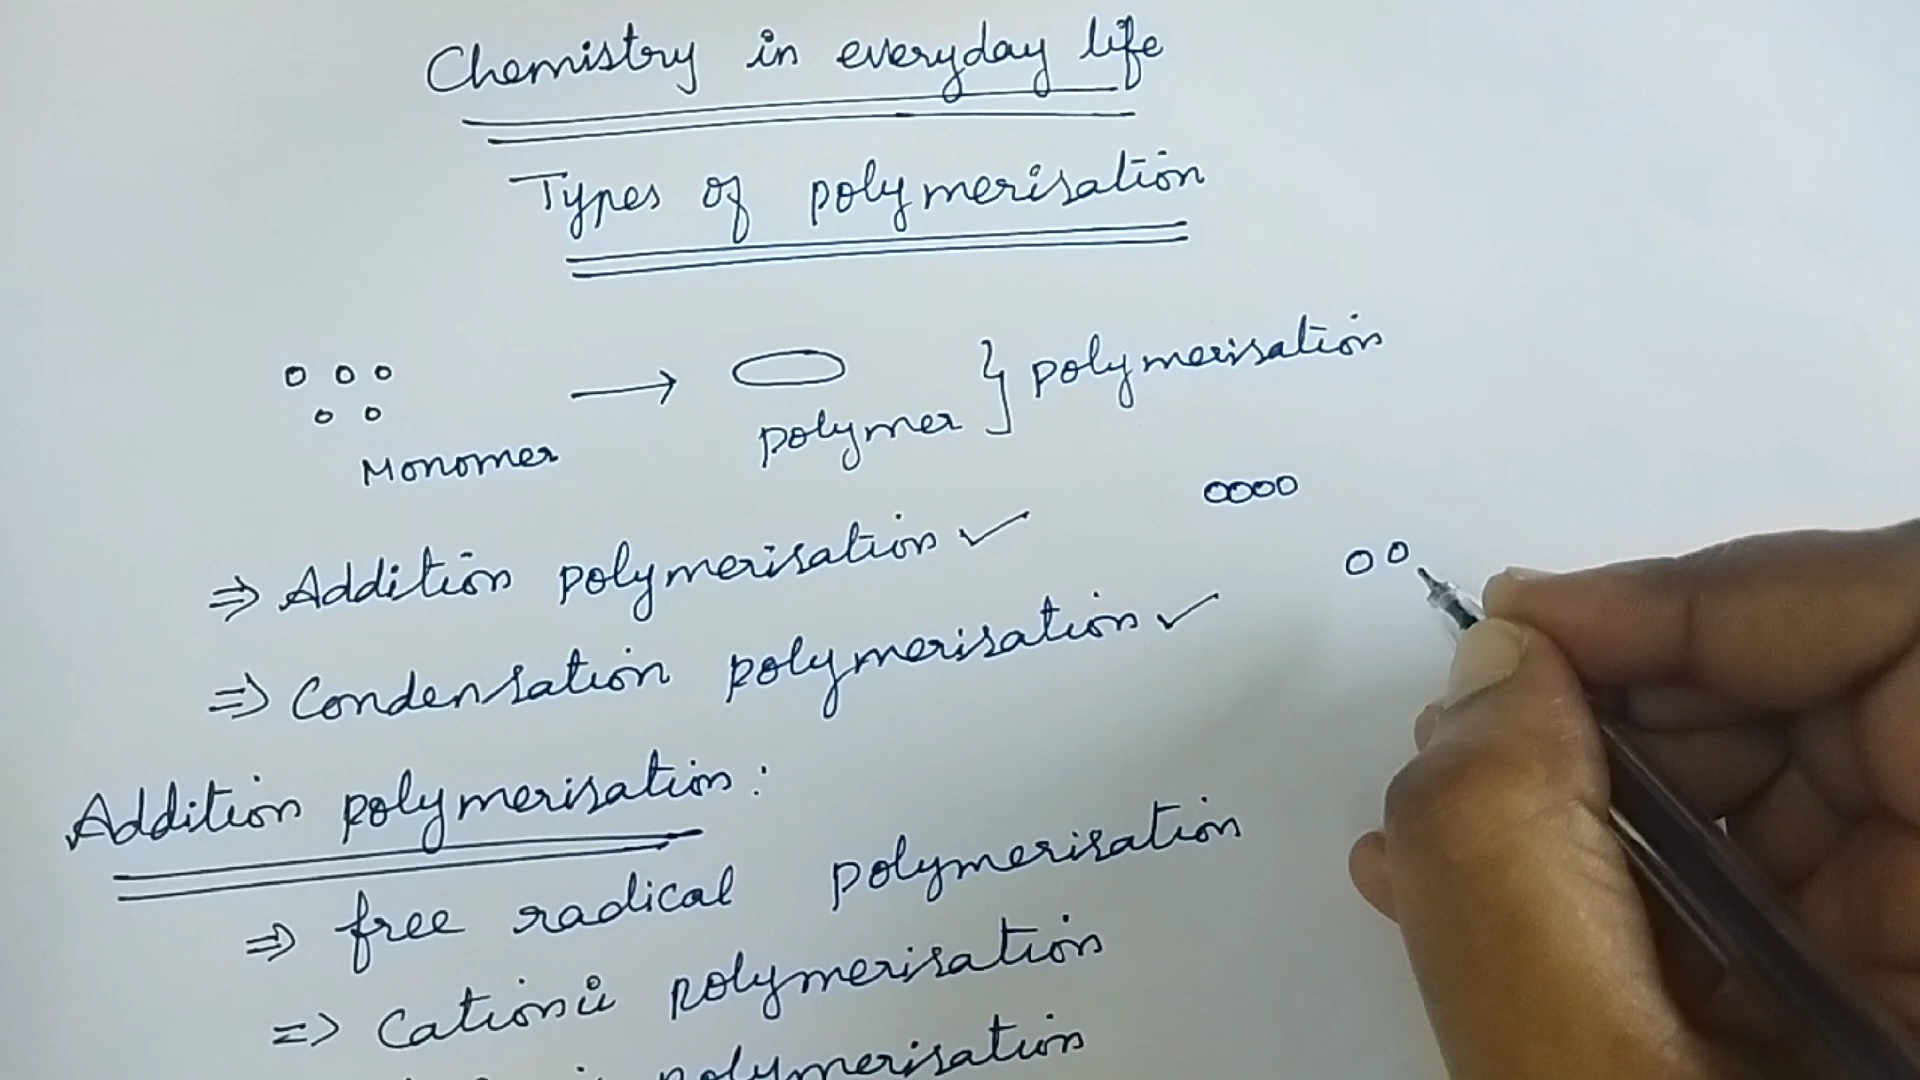 Chemistry in everyday life
Types of polymerisation
Monomer → polymer } polymerisation
⇒ Addition polymerisation ✓
⇒ Condensation polymerisation ✓
Addition polymerisation:
⇒ free radical polymerisation
⇒ Cationic polymerisation
polymerisation